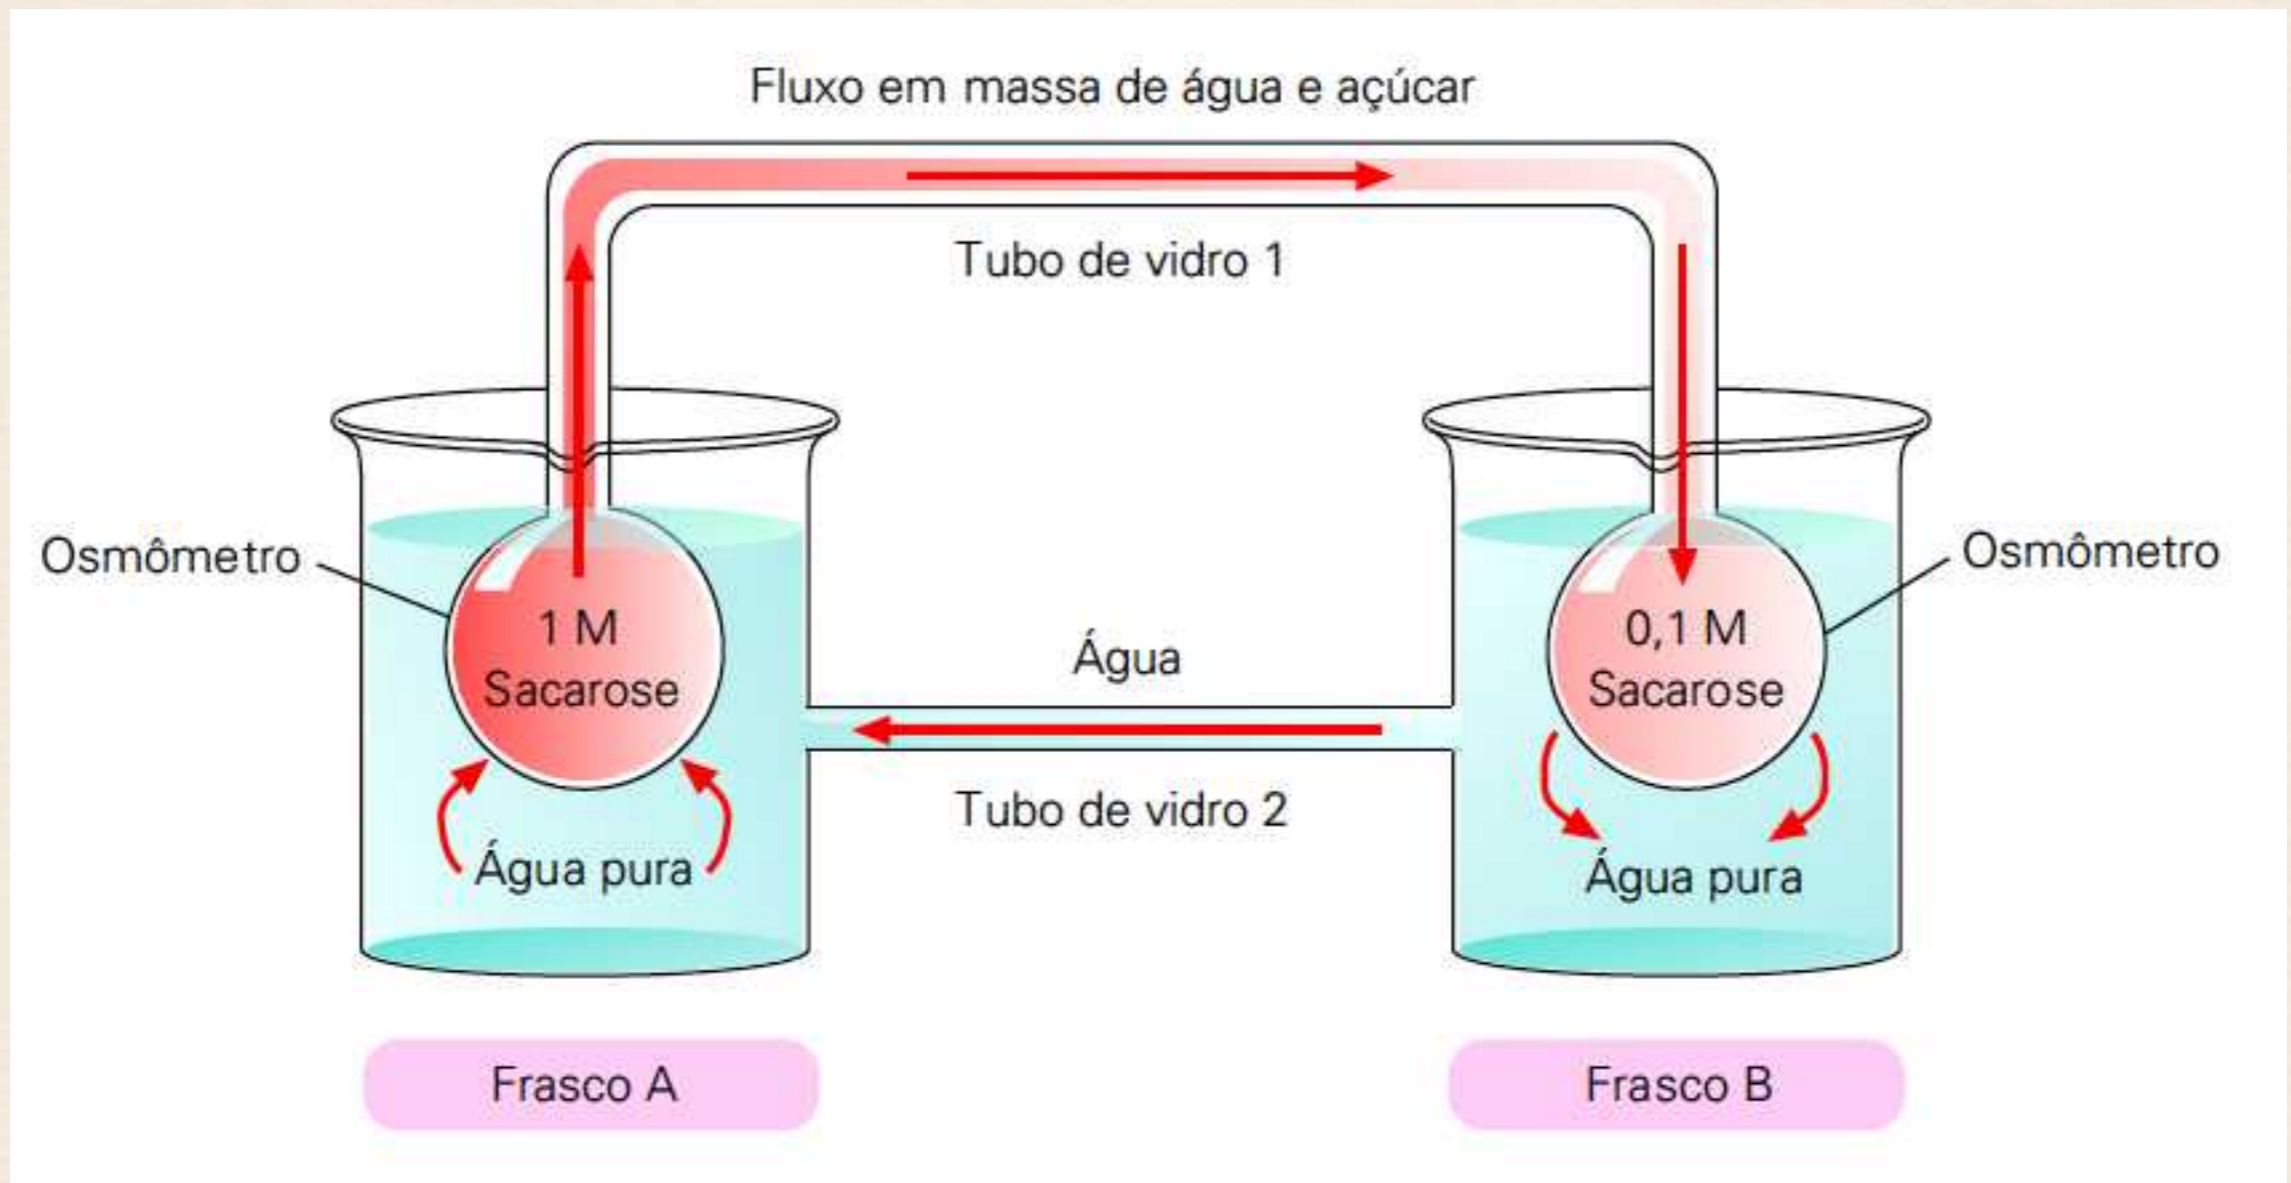 Fluxo em massa de água e açúcar
Tubo de vidro 1
Osmômetro
Osmômetro
1 M
Sacarose
0,1 M
Sacarose
Água
Tubo de vidro 2
Água pura
Água pura
Frasco A
Frasco B